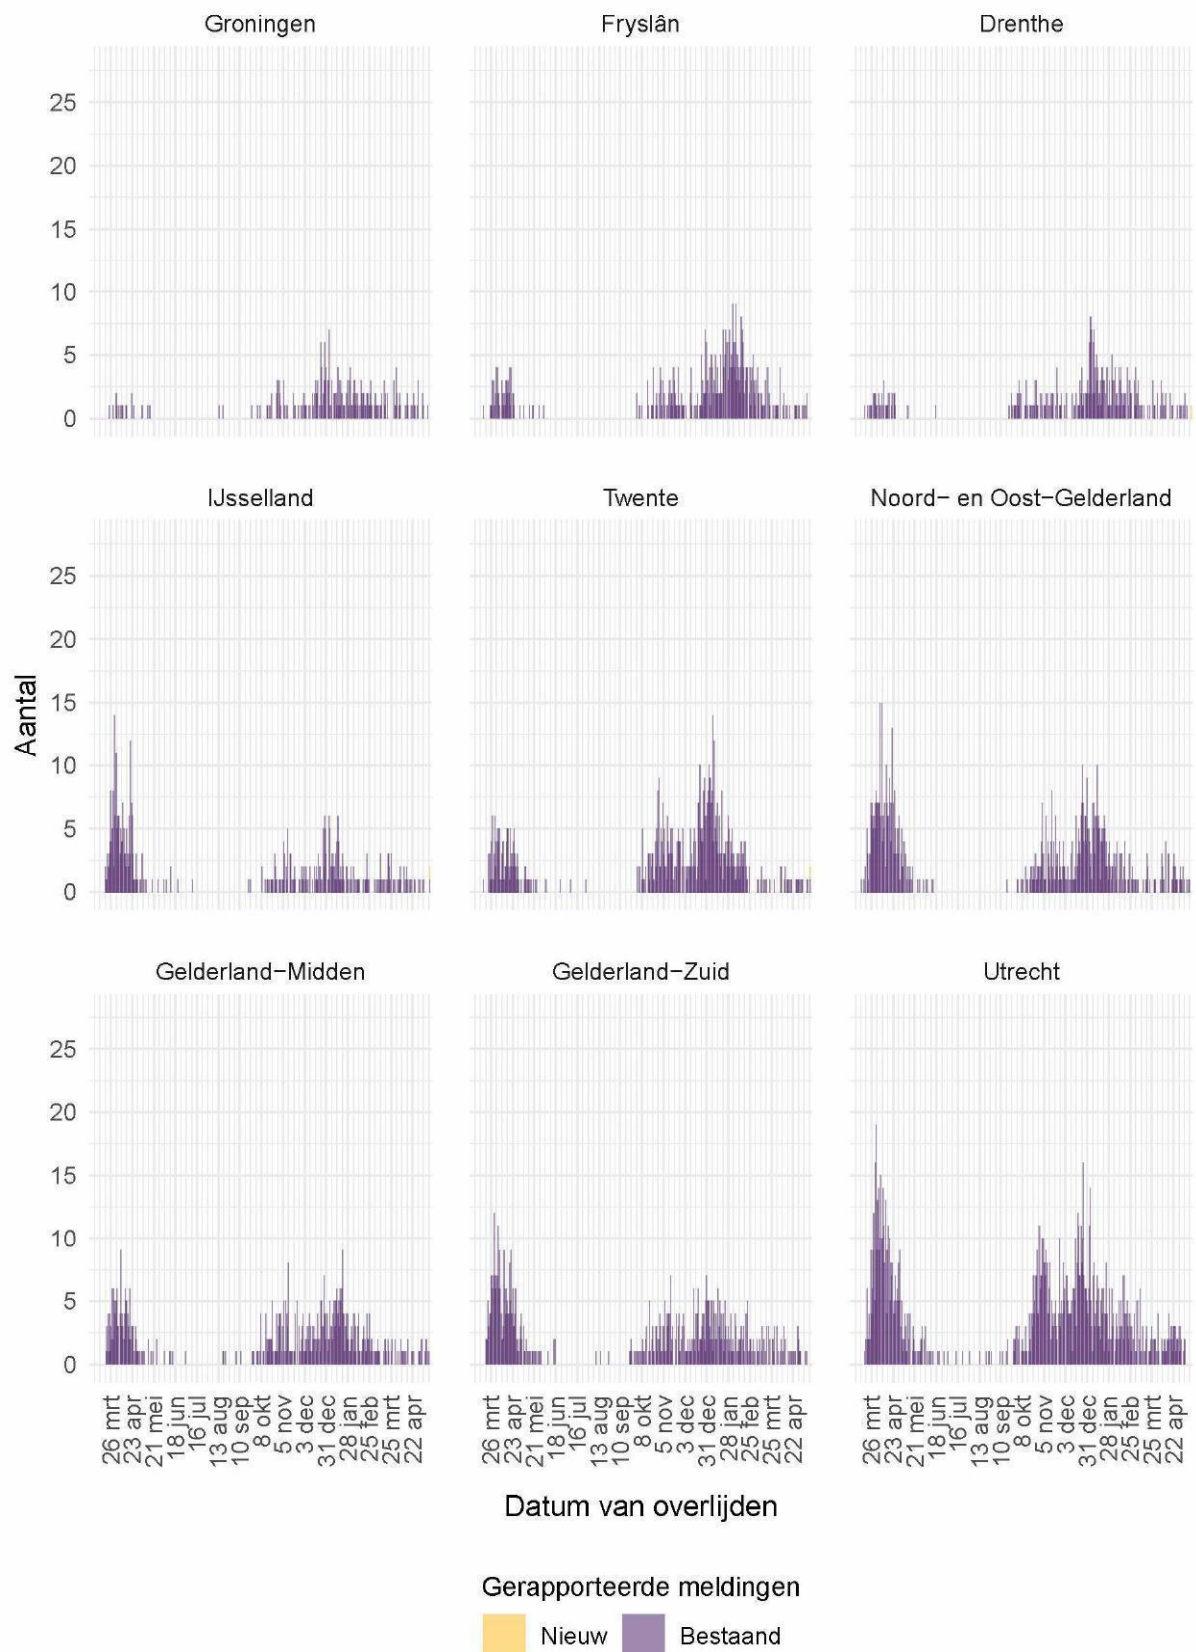 Groningen
Fryslân
Drenthe
25
20
15
10
5
0
IJsselland
Twente
Noord− en Oost−Gelderland
25
20
15
10
5
0
Aantal
Gelderland−Midden
Gelderland−Zuid
Utrecht
25
20
15
10
5
0
26 mrt
23 apr
21 mei
18 jun
16 jul
13 aug
10 sep
8 okt
5 nov
3 dec
31 dec
28 jan
25 feb
25 mrt
22 apr
26 mrt
23 apr
21 mei
18 jun
16 jul
13 aug
10 sep
8 okt
5 nov
3 dec
31 dec
28 jan
25 feb
25 mrt
22 apr
26 mrt
23 apr
21 mei
18 jun
16 jul
13 aug
10 sep
8 okt
5 nov
3 dec
31 dec
28 jan
25 feb
25 mrt
22 apr
Datum van overlijden
Gerapporteerde meldingen
Nieuw Bestaand